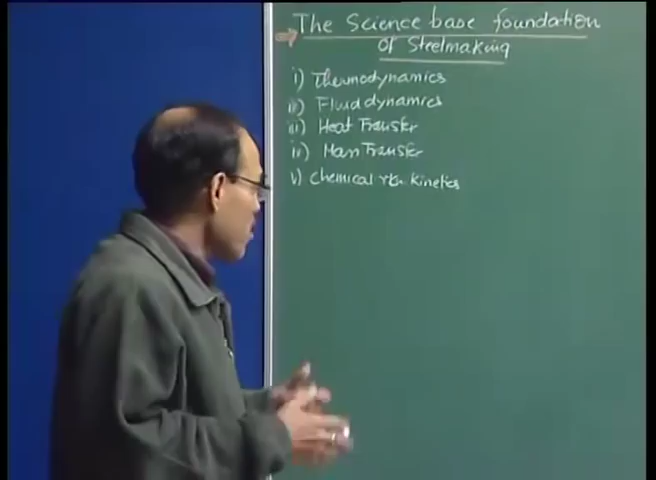 The Science base foundation
of Steelmaking
i) Thermodynamics
ii) Fluid dynamics
iii) Heat Transfer
iv) Mass Transfer
v) Chemical rxn kinetics